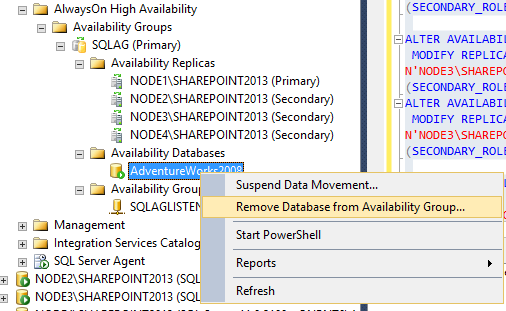 AlwaysOn High Availability
Availability Groups
SQLAG (Primary)
Availability Replicas
NODE1\SHAREPOINT2013 (Primary)
NODE2\SHAREPOINT2013 (Secondary)
NODE3\SHAREPOINT2013 (Secondary)
NODE4\SHAREPOINT2013 (Secondary)
Availability Databases
AdventureWorks2008
Availability Grou
SQLAGLISTEN
Management
Integration Services Catalog
SQL Server Agent
NODE2\SHAREPOINT2013 (SQL
NODE3\SHAREPOINT2013 (SQL
Suspend Data Movement...
Remove Database from Availability Group...
Start PowerShell
Reports
Refresh
(SECONDARY_ROLE
ALTER AVAILABI
MODIFY REPLICA
N'NODE3\SHAREPO
(SECONDARY_ROLE
ALTER AVAILABI
MODIFY REPLICA
N'NODE3\SHAREPO
(SECONDARY_ROL